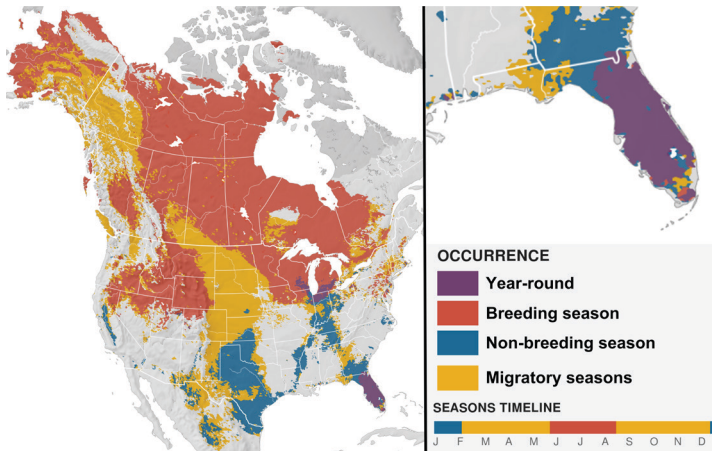 OCCURRENCE
Year-round
Breeding season
Non-breeding season
Migratory seasons
SEASONS TIMELINE
J F M A M J J A S O N D